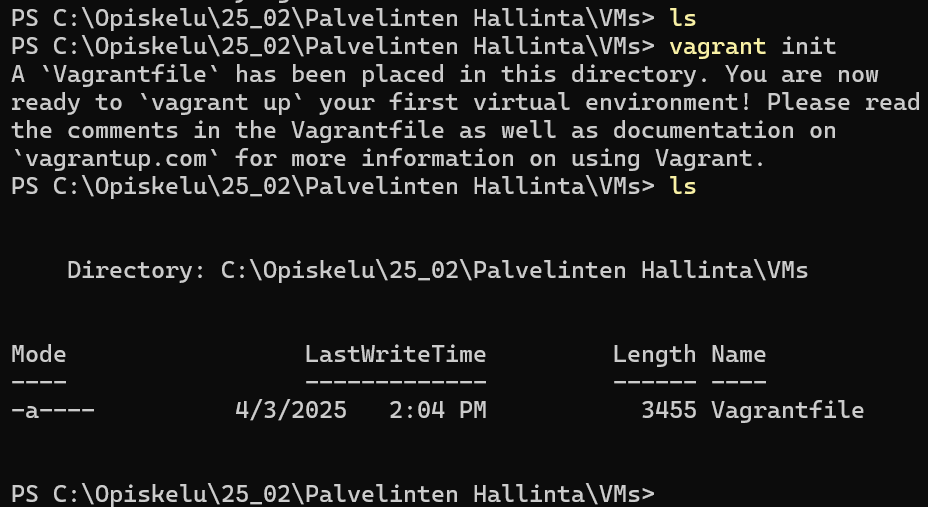 PS C:\Opiskelu\25_02\Palvelinten Hallinta\VMs> ls
PS C:\Opiskelu\25_02\Palvelinten Hallinta\VMs> vagrant init
A `Vagrantfile` has been placed in this directory. You are now
ready to `vagrant up` your first virtual environment! Please read
the comments in the Vagrantfile as well as documentation on
`vagrantup.com` for more information on using Vagrant.
PS C:\Opiskelu\25_02\Palvelinten Hallinta\VMs> ls
Directory: C:\Opiskelu\25_02\Palvelinten Hallinta\VMs
Mode                 LastWriteTime         Length Name
----                 -------------         ------ ----
-a----          4/3/2025   2:04 PM           3455 Vagrantfile
PS C:\Opiskelu\25_02\Palvelinten Hallinta\VMs>